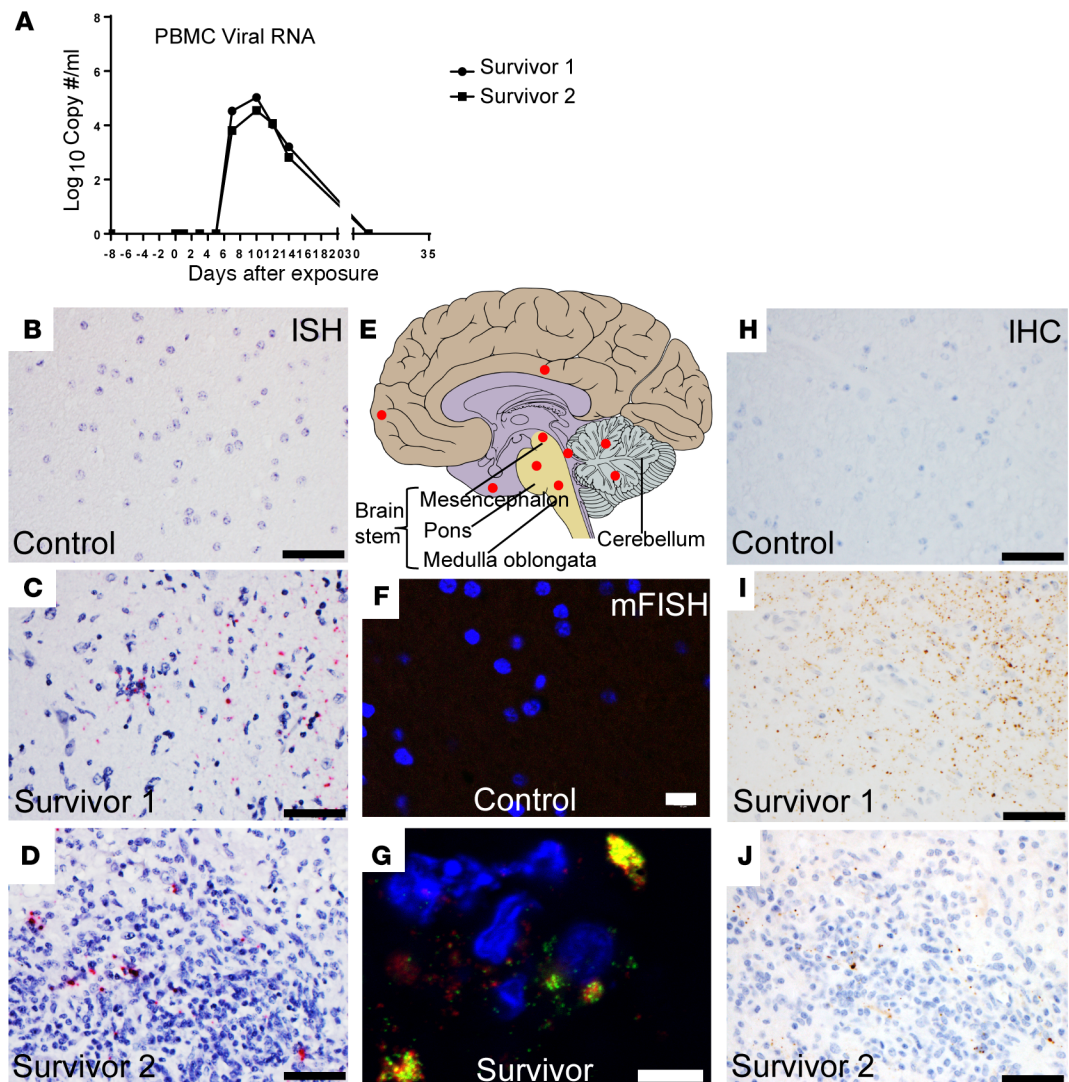 A
PBMC Viral RNA
Survivor 1
Survivor 2
Log 10 Copy #/ml
8
6
4
2
0
-8 -6 -4 -2 0 2 4 6 8 10 12 14 16 18 20 30 35
Days after exposure
B
ISH
Control
C
Survivor 1
D
Survivor 2
E
Brain
stem
Mesencephalon
Pons
Medulla oblongata
Cerebellum
F
mFISH
Control
G
Survivor
H
IHC
Control
I
Survivor 1
J
Survivor 2